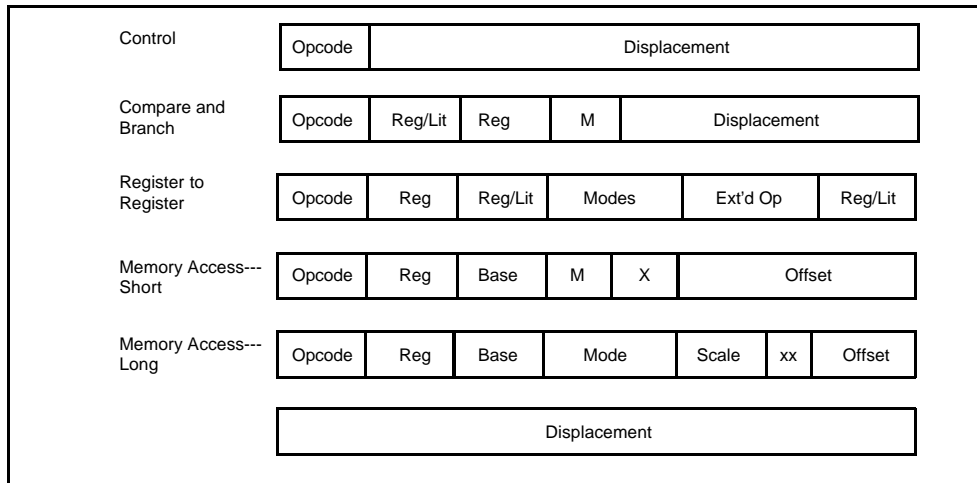 Control
Opcode Displacement
Compare and
Branch
Opcode Reg/Lit Reg M Displacement
Register to
Register
Opcode Reg Reg/Lit Modes Ext'd Op Reg/Lit
Memory Access---
Short
Opcode Reg Base M X Offset
Memory Access---
Long
Opcode Reg Base Mode Scale xx Offset
Displacement